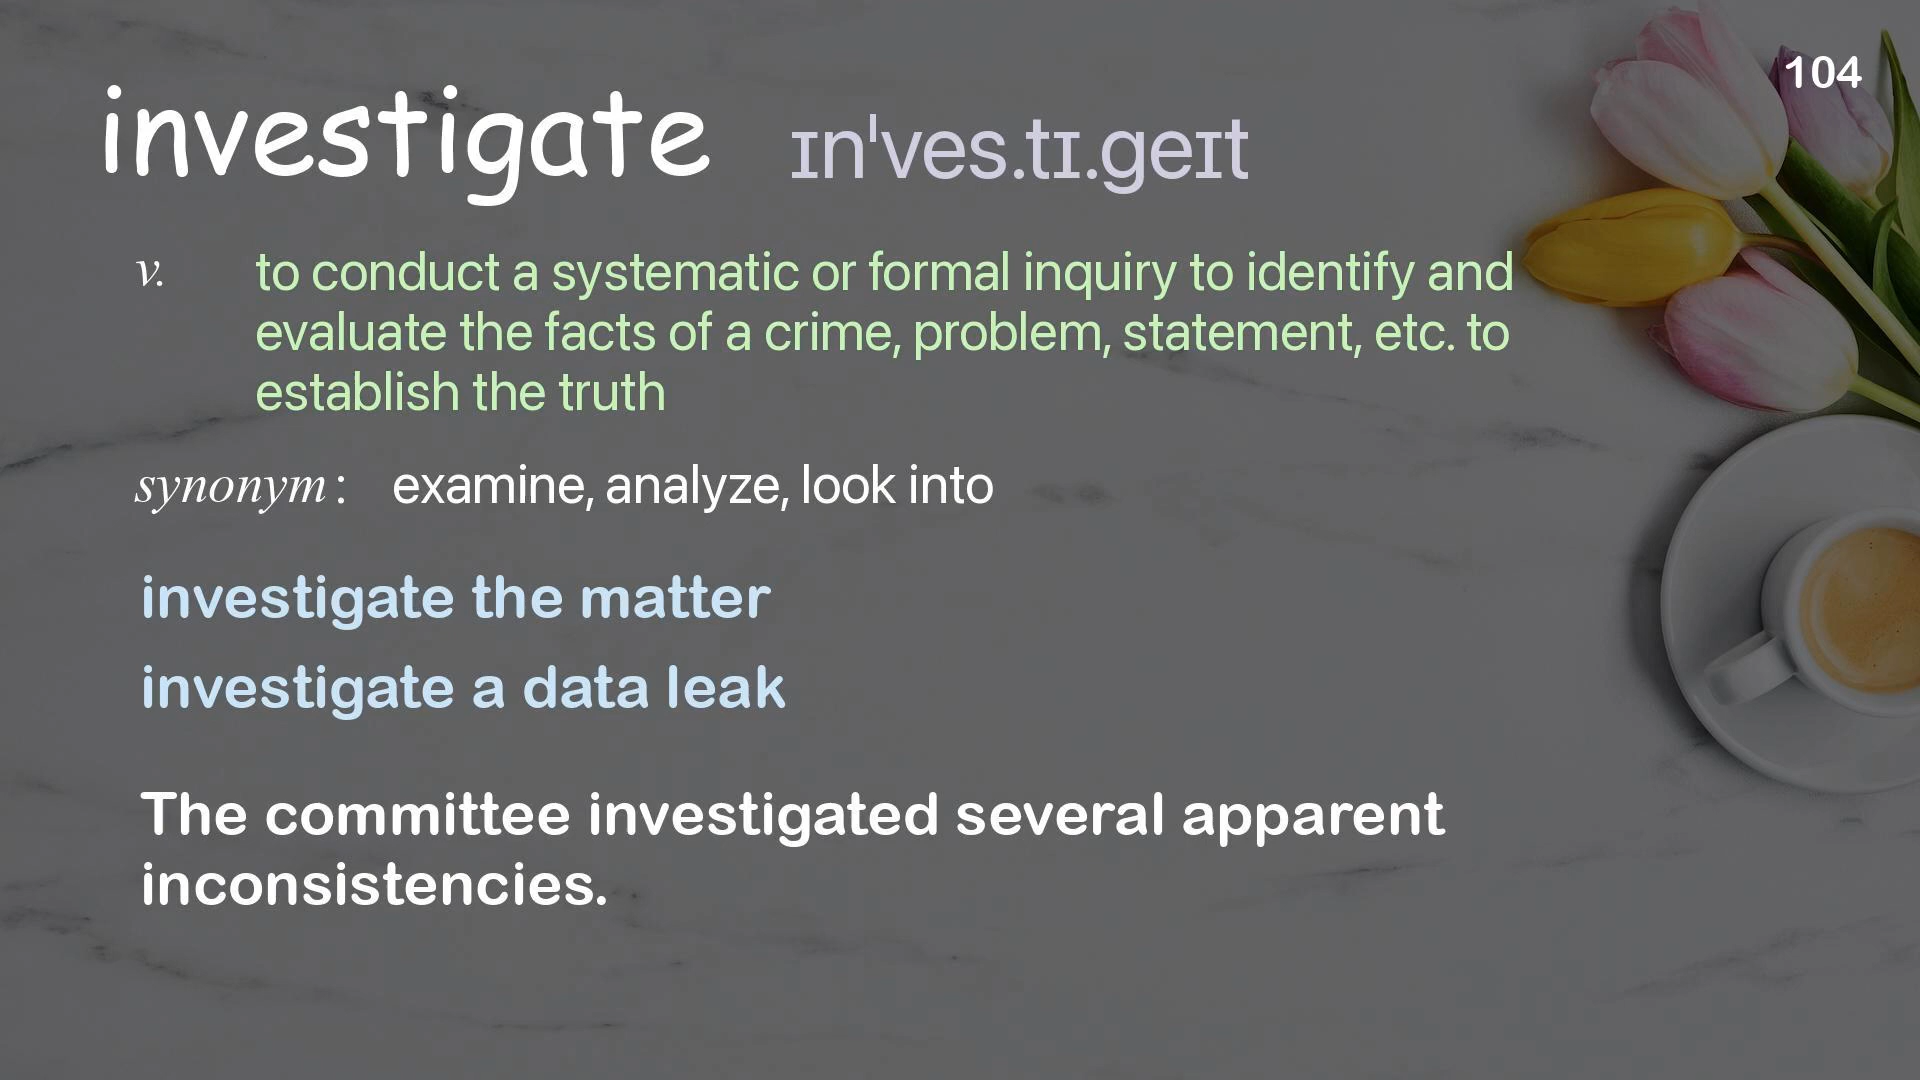 104
investigate ɪnˈves.tɪ.geɪt
v. to conduct a systematic or formal inquiry to identify and
evaluate the facts of a crime, problem, statement, etc. to
establish the truth
synonym: examine, analyze, look into
investigate the matter
investigate a data leak
The committee investigated several apparent
inconsistencies.